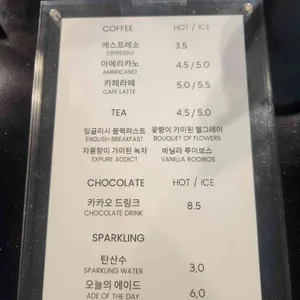 COFFEE HOT / ICE
에스프레소 3.5
ESPRESSO
아메리카노 4.5 / 5.0
AMERICANO
카페라떼 5.0 / 5.5
CAFE LATTE
TEA 4.5 / 5.0
잉글리시 블랙퍼스트 꽃향이 가미된 얼그레이
ENGLISH BREAKFAST BOUQUET OF FLOWERS
자몽향이 가미된 녹차 바닐라 루이보스
EXPURE ADDICT VANILLA ROOIBOS
CHOCOLATE HOT / ICE
카카오 드링크 8.5
CHOCOLATE DRINK
SPARKLING
탄산수 3,0
SPARKLING WATER
오늘의 에이드 6,0
ADE OF THE DAY